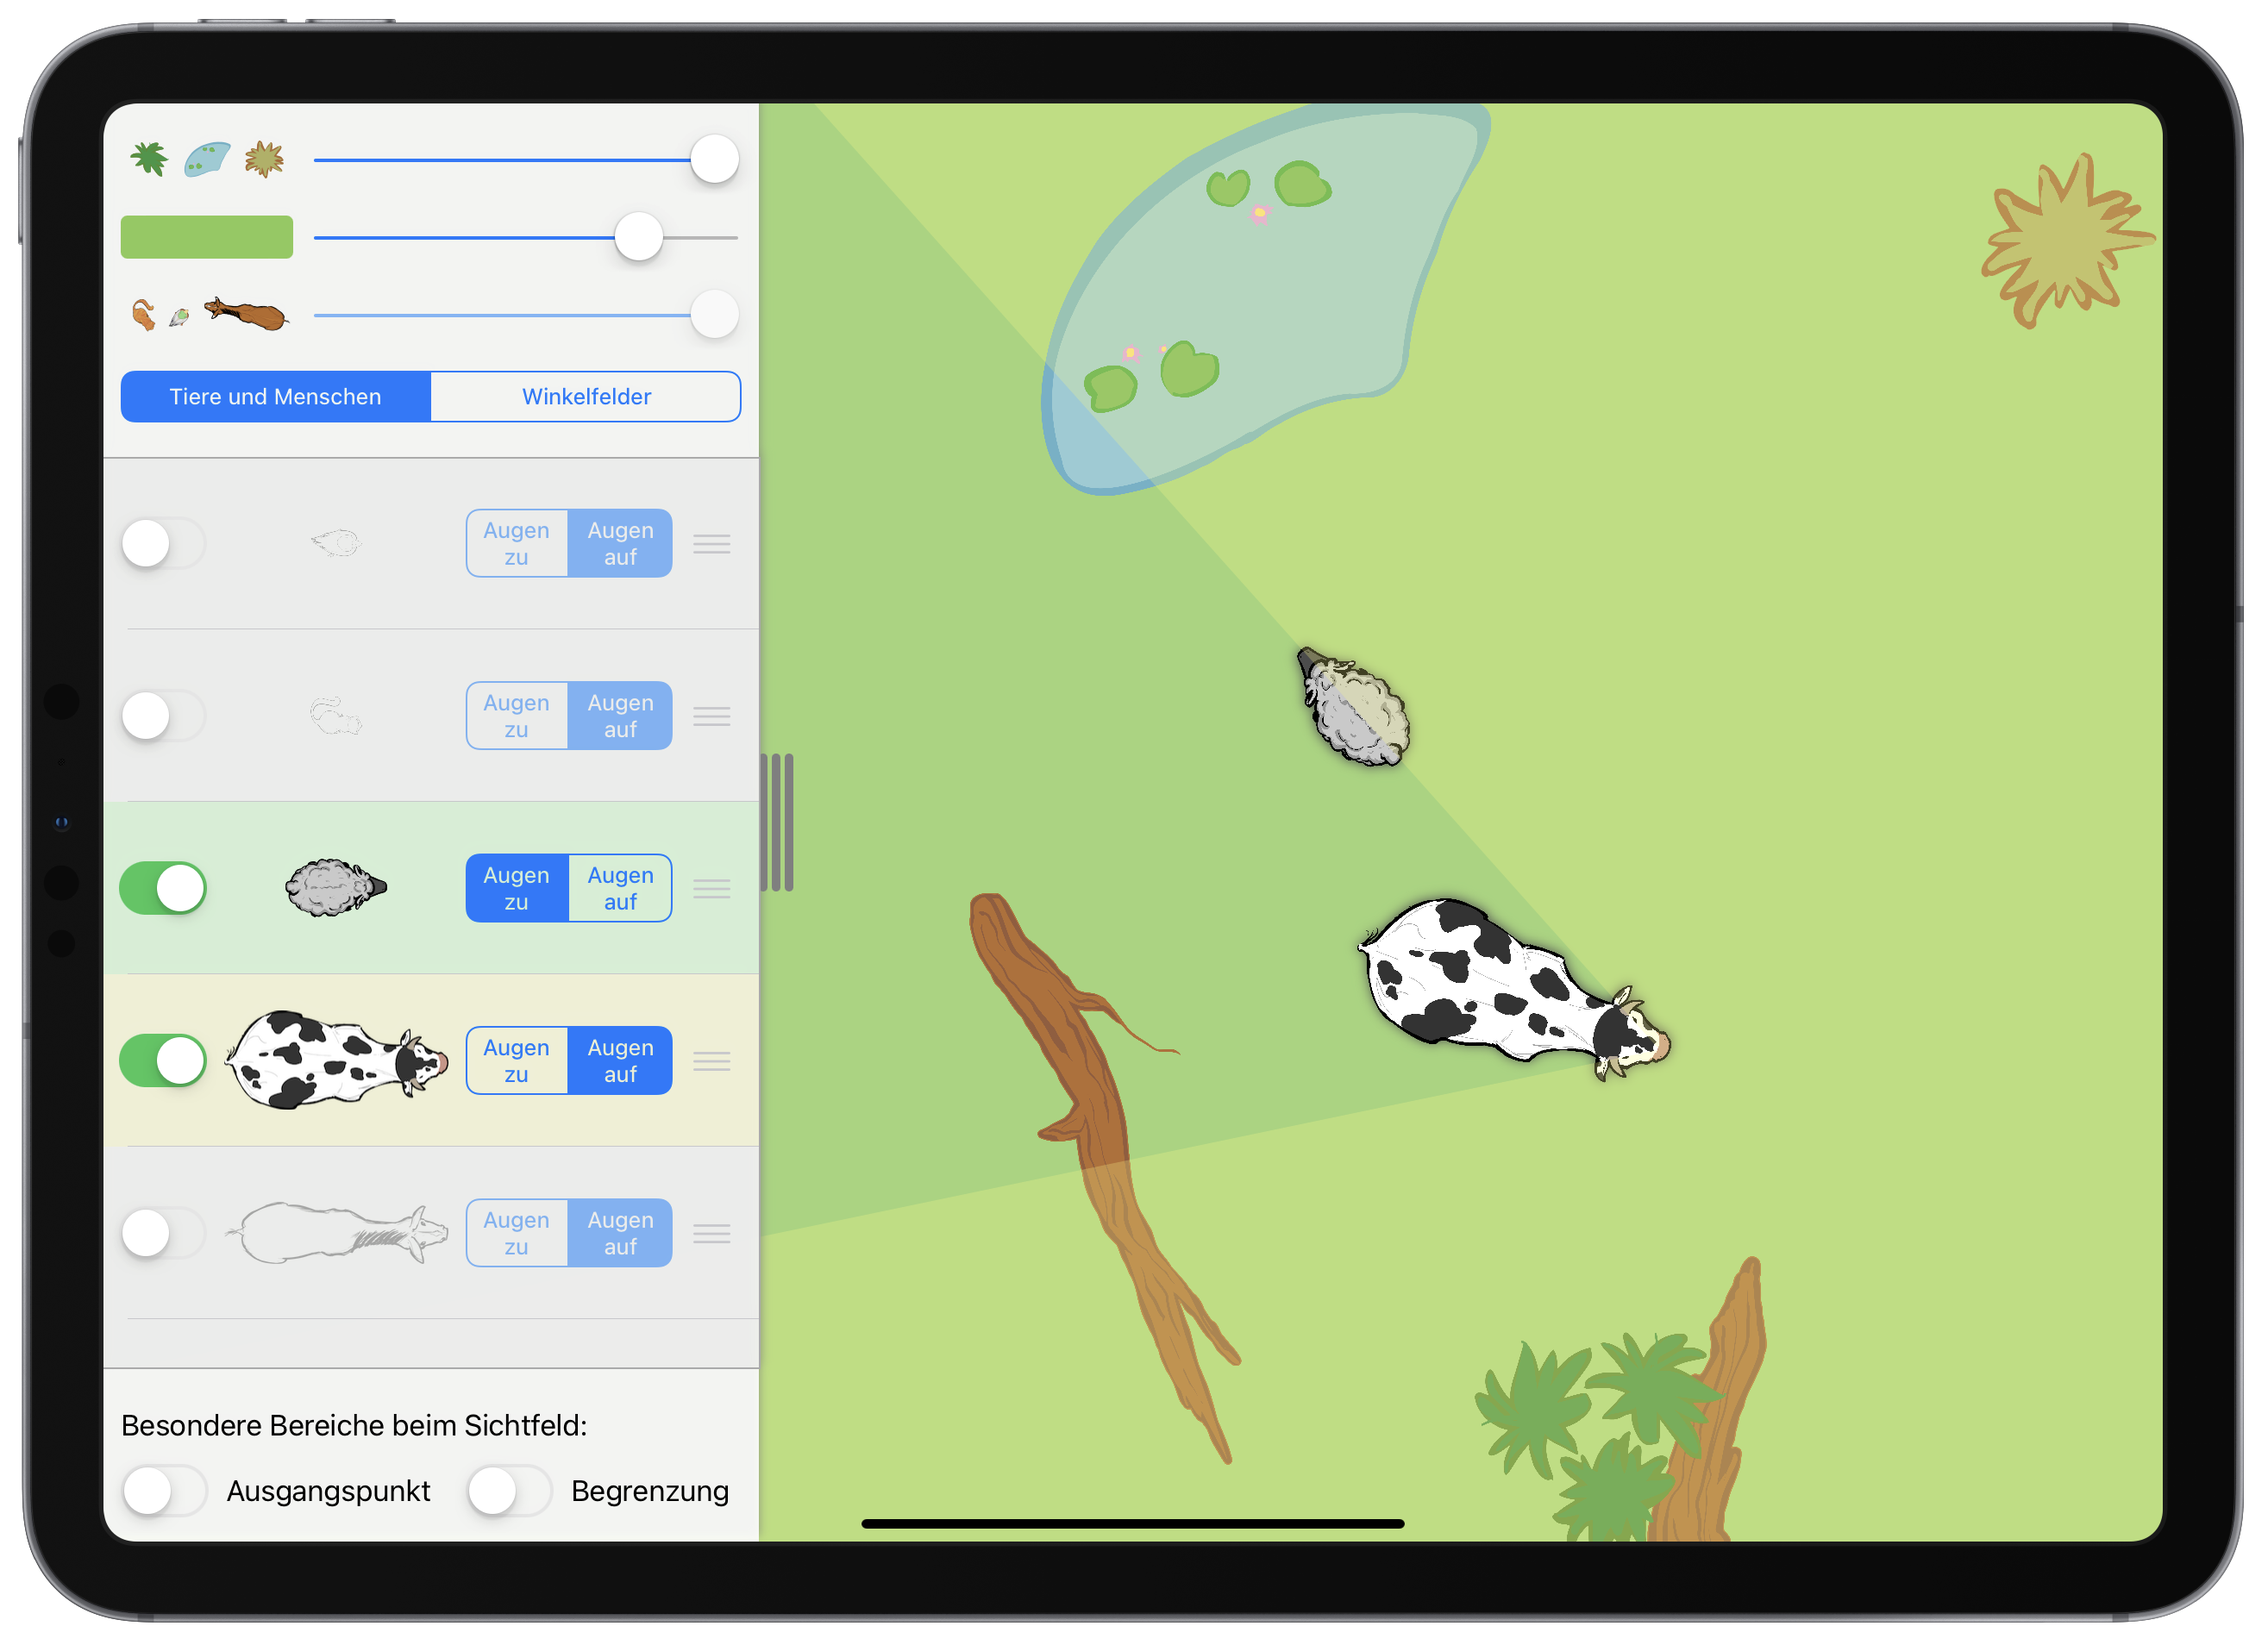 Tiere und Menschen
Winkelfelder
Augen
zu
Augen
auf
Augen
zu
Augen
auf
Augen
zu
Augen
auf
Augen
zu
Augen
auf
Augen
zu
Augen
auf
Besondere Bereiche beim Sichtfeld:
Ausgangspunkt
Begrenzung